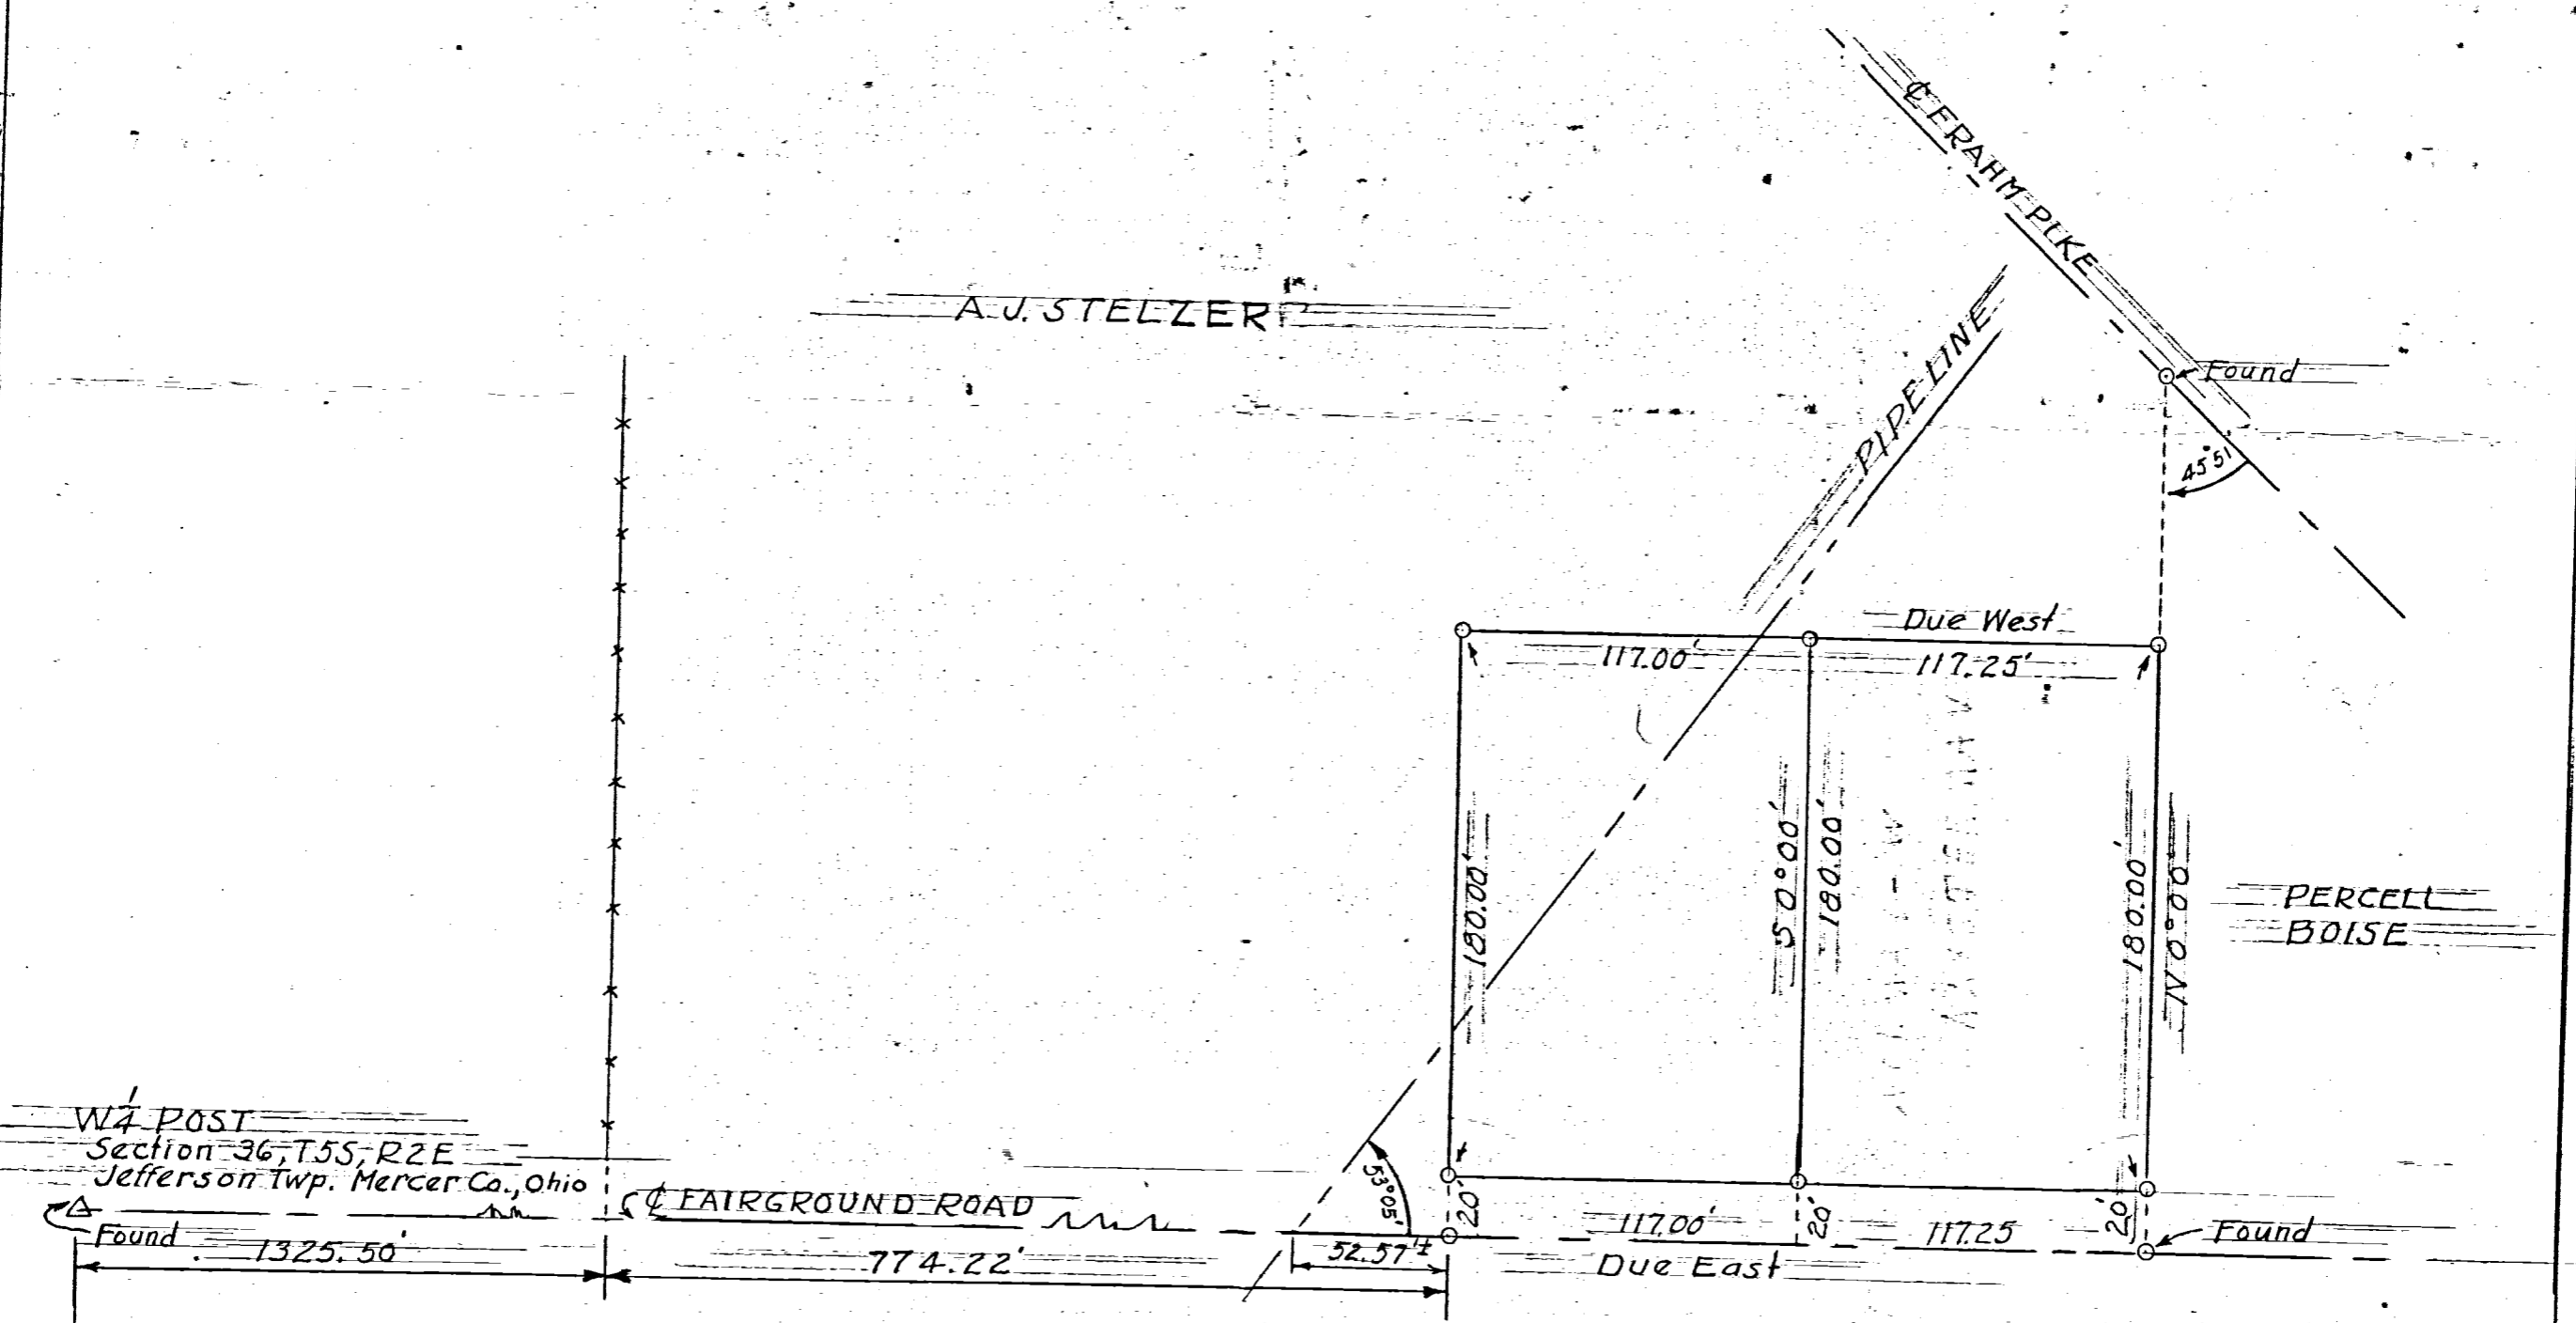 ℄ ERAHM PIKE
A. J. STELZER
Found
PIPE LINE
45°51'
Due West
117.00'
117.25'
180.00'
S 0°00'
180.00'
180.00'
N 0°00'
PERCELL
BOISE
W 1/4 POST
Section 36, T5S, R2E
Jefferson Twp. Mercer Co., Ohio
Found
℄ FAIRGROUND ROAD
53°05'
20'
20'
20'
117.00'
117.25
Found
1325.50'
774.22'
52.57'±
Due East